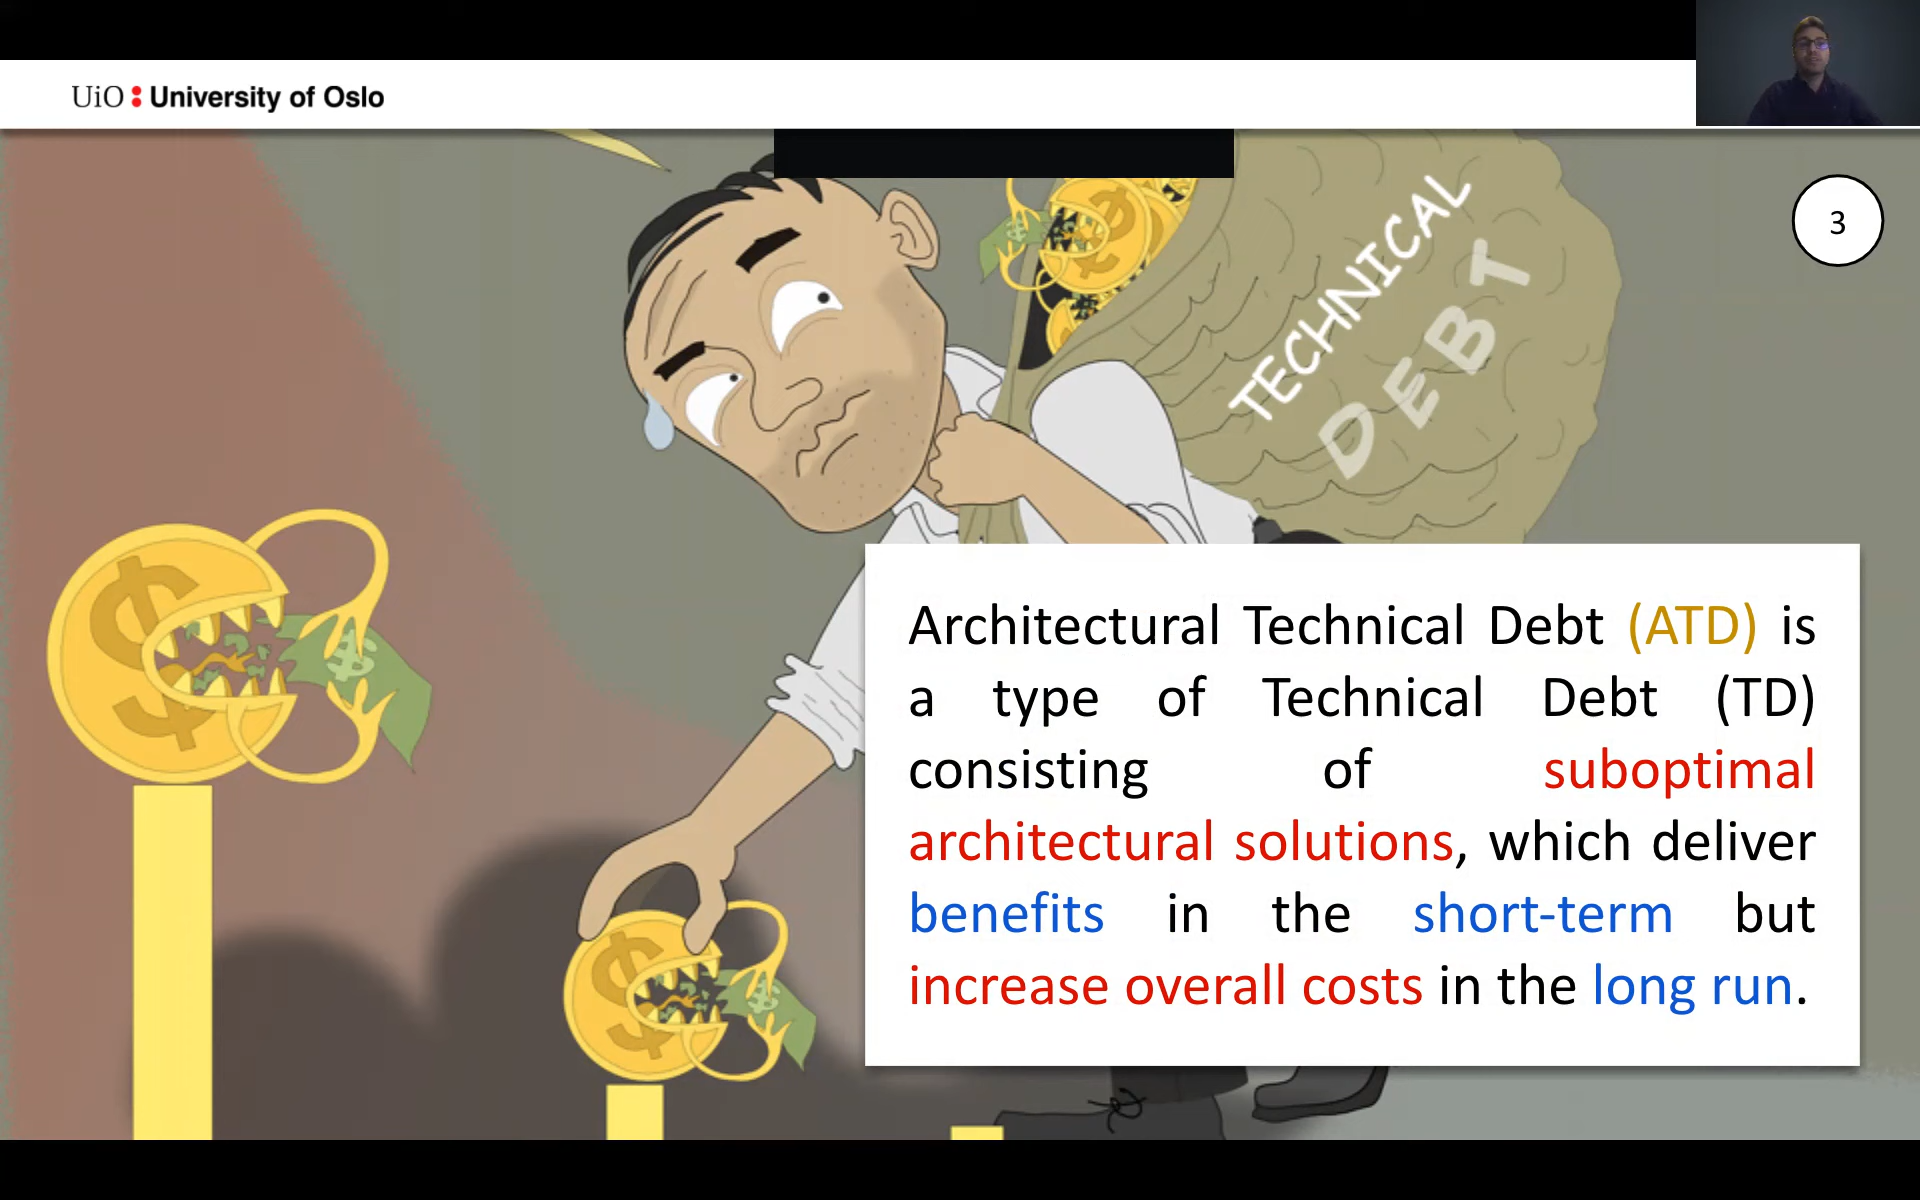 UiO : University of Oslo
3
TECHNICAL
DEBT
Architectural Technical Debt (ATD) is
a type of Technical Debt (TD)
consisting of suboptimal
architectural solutions, which deliver
benefits in the short-term but
increase overall costs in the long run.